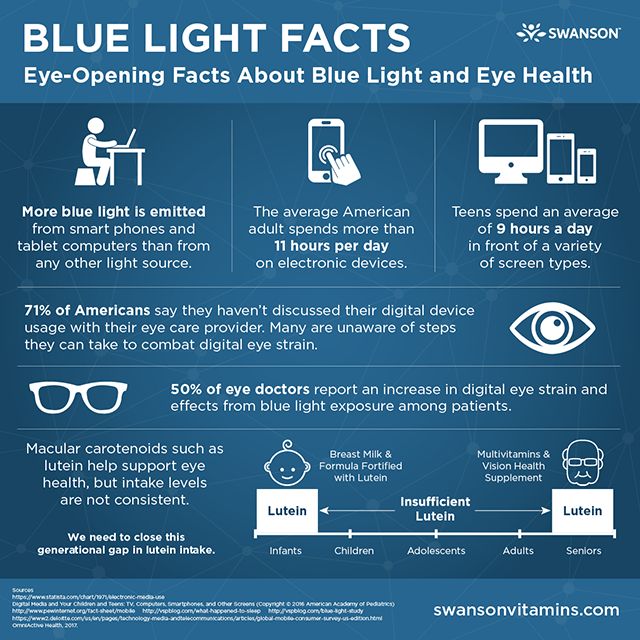 BLUE LIGHT FACTS
SWANSON™
Eye-Opening Facts About Blue Light and Eye Health
More blue light is emitted
from smart phones and
tablet computers than from
any other light source.
The average American
adult spends more than
11 hours per day
on electronic devices.
Teens spend an average
of 9 hours a day
in front of a variety
of screen types.
71% of Americans say they haven't discussed their digital device
usage with their eye care provider. Many are unaware of steps
they can take to combat digital eye strain.
50% of eye doctors report an increase in digital eye strain and
effects from blue light exposure among patients.
Macular carotenoids such as
lutein help support eye
health, but intake levels
are not consistent.
We need to close this
generational gap in lutein intake.
Breast Milk &
Formula Fortified
with Lutein
Multivitamins &
Vision Health
Supplement
Lutein
Insufficient
Lutein
Lutein
Infants
Children
Adolescents
Adults
Seniors
Sources
https://www.statista.com/chart/1971/electronic-media-use
Digital Media and Your Children and Teens: TV, Computers, Smartphones, and Other Screens (Copyright © 2016 American Academy of Pediatrics)
http://www.pewinternet.org/fact-sheet/mobile http://vspblog.com/what-happened-to-sleep http://vspblog.com/blue-light-study
https://www2.deloitte.com/us/en/pages/technology-media-andtelecommunications/articles/global-mobile-consumer-survey-us-edition.html
OmniActive Health, 2017.
swansonvitamins.com